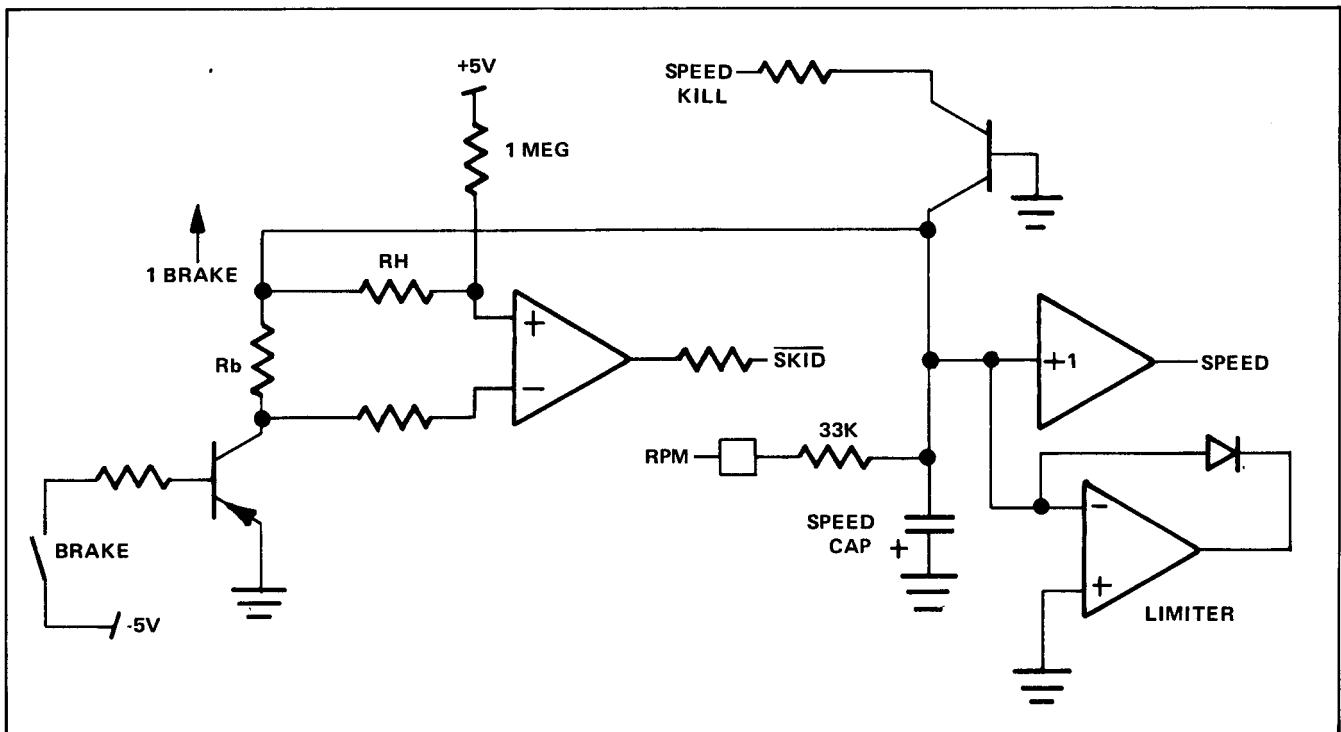 +5V
SPEED
KILL
1 MEG
1 BRAKE
RH
+
−
SKID
Rb
+1
SPEED
RPM
33K
SPEED
CAP
+
−
+
LIMITER
BRAKE
-5V